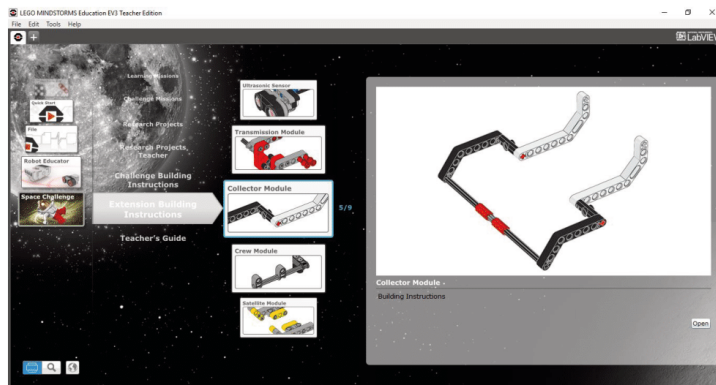 LEGO MINDSTORMS Education EV3 Teacher Edition
File Edit Tools Help
LabVIEW
Quick Start
File
Robot Educator
Space Challenge
Learning Missions
Challenge Missions
Research Projects
Research Projects,
Teacher
Challenge Building
Instructions
Extension Building
Instructions
Teacher's Guide
Ultrasonic Sensor
Transmission Module
Collector Module
5/9
Crew Module
Satellite Module
Collector Module -
Building Instructions
Open